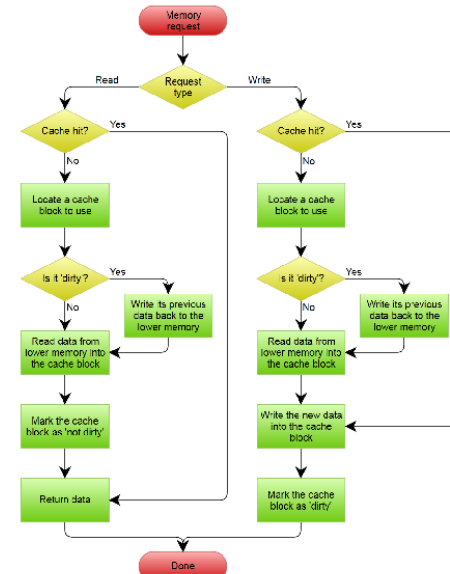 Memory
request
Read
Request
type
Write
Cache hit?
Yes
Cache hit?
Yes
No
No
Locate a cache
block to use
Locate a cache
block to use
Is it 'dirty'?
Yes
Is it 'dirty'?
Yes
No
Write its previous
data back to the
lower memory
No
Write its previous
data back to the
lower memory
Read data from
lower memory into
the cache block
Read data from
lower memory into
the cache block
Mark the cache
block as 'not dirty'
Write the new data
into the cache
block
Return data
Mark the cache
block as 'dirty'
Done